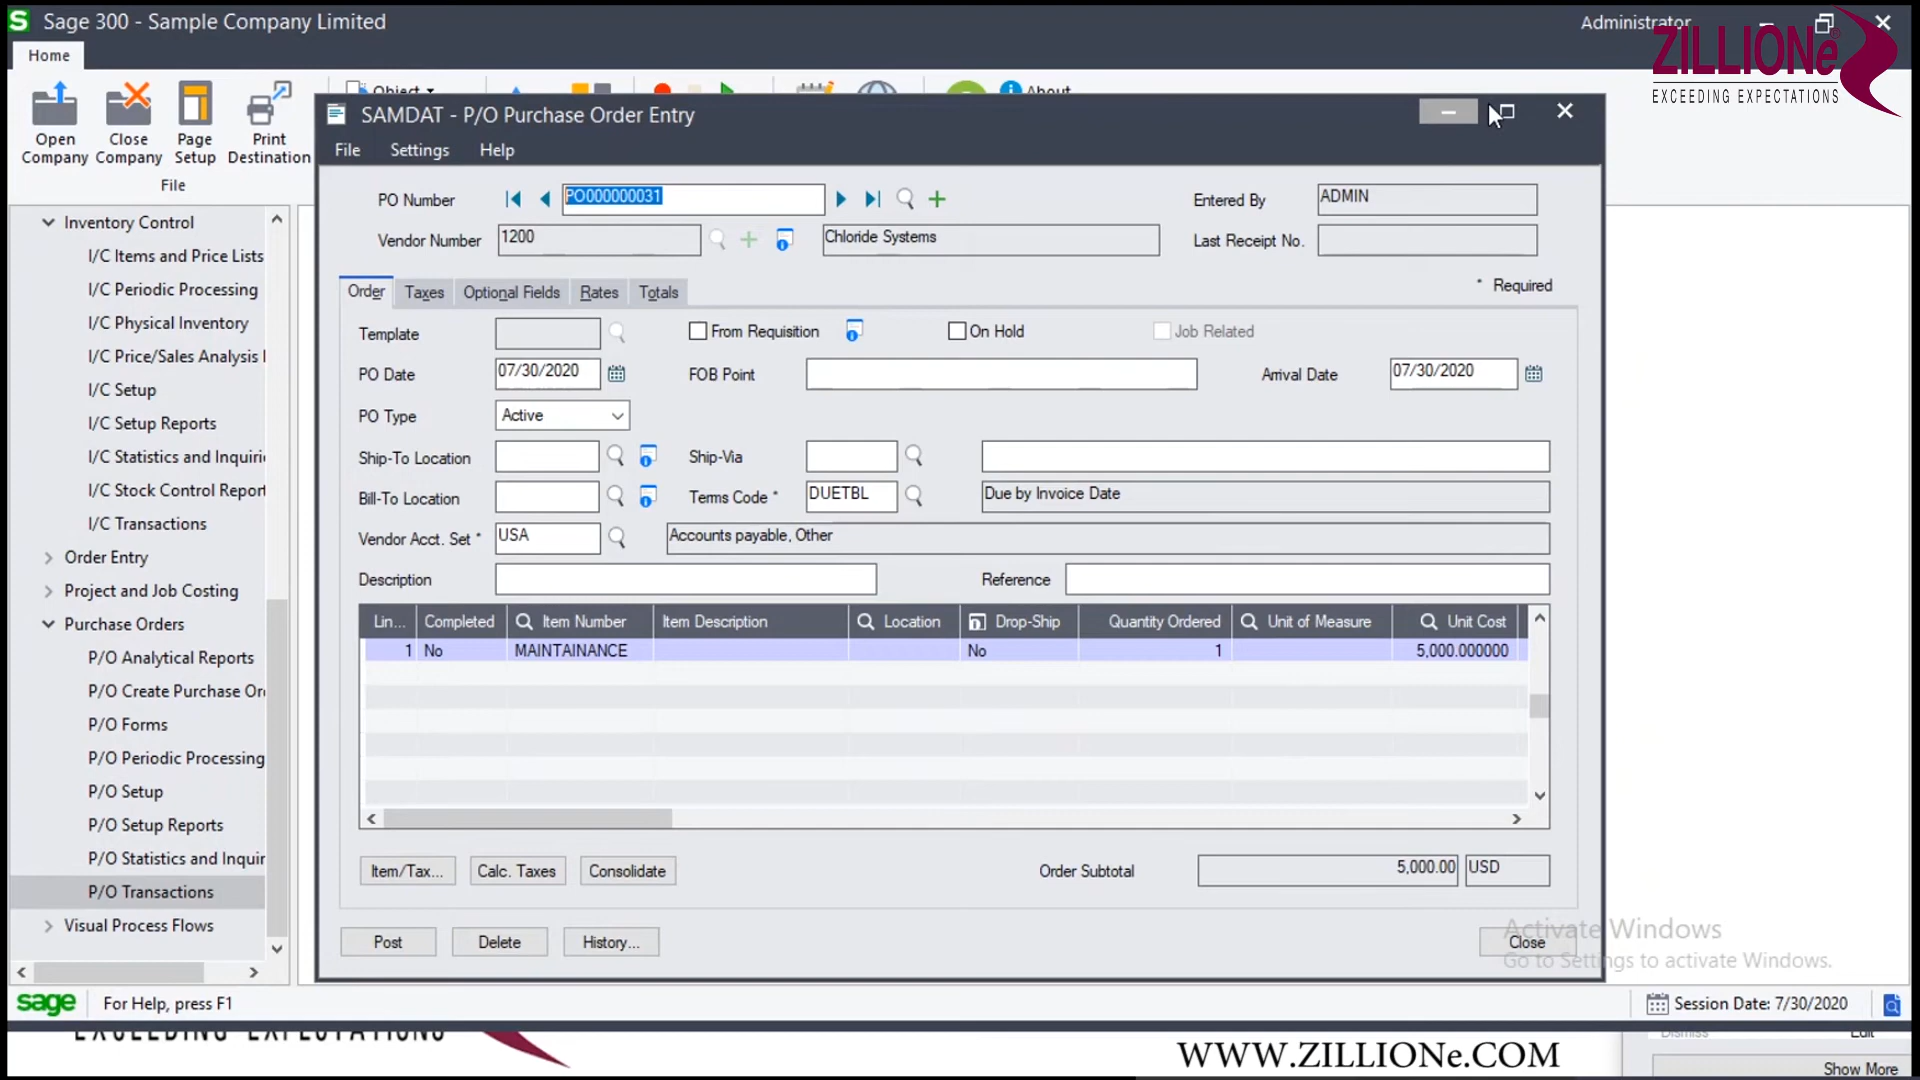 Sage 300 - Sample Company Limited
Administrator
ZILLIONe
EXCEEDING EXPECTATIONS
Home
Open Company
Close Company
Page Setup
Print Destination
File
Object
About
SAMDAT - P/O Purchase Order Entry
File Settings Help
PO Number PO000000031 Entered By ADMIN
Vendor Number 1200 Chloride Systems Last Receipt No.
Order Taxes Optional Fields Rates Totals * Required
Template From Requisition On Hold Job Related
PO Date 07/30/2020 FOB Point Arrival Date 07/30/2020
PO Type Active
Ship-To Location Ship-Via
Bill-To Location Terms Code * DUETBL Due by Invoice Date
Vendor Acct. Set * USA Accounts payable, Other
Description Reference
Lin... Completed Item Number Item Description Location Drop-Ship Quantity Ordered Unit of Measure Unit Cost
1 No MAINTAINANCE No 1 5,000.000000
Item/Tax... Calc. Taxes Consolidate Order Subtotal 5,000.00 USD
Post Delete History... Close
Inventory Control
I/C Items and Price Lists
I/C Periodic Processing
I/C Physical Inventory
I/C Price/Sales Analysis
I/C Setup
I/C Setup Reports
I/C Statistics and Inquiri
I/C Stock Control Report
I/C Transactions
Order Entry
Project and Job Costing
Purchase Orders
P/O Analytical Reports
P/O Create Purchase Or
P/O Forms
P/O Periodic Processing
P/O Setup
P/O Setup Reports
P/O Statistics and Inquir
P/O Transactions
Visual Process Flows
Activate Windows
Go to Settings to activate Windows.
sage For Help, press F1
Session Date: 7/30/2020
EXCEEDING EXPECTATIONS
WWW.ZILLIONe.COM
Dismiss Edit
Show More